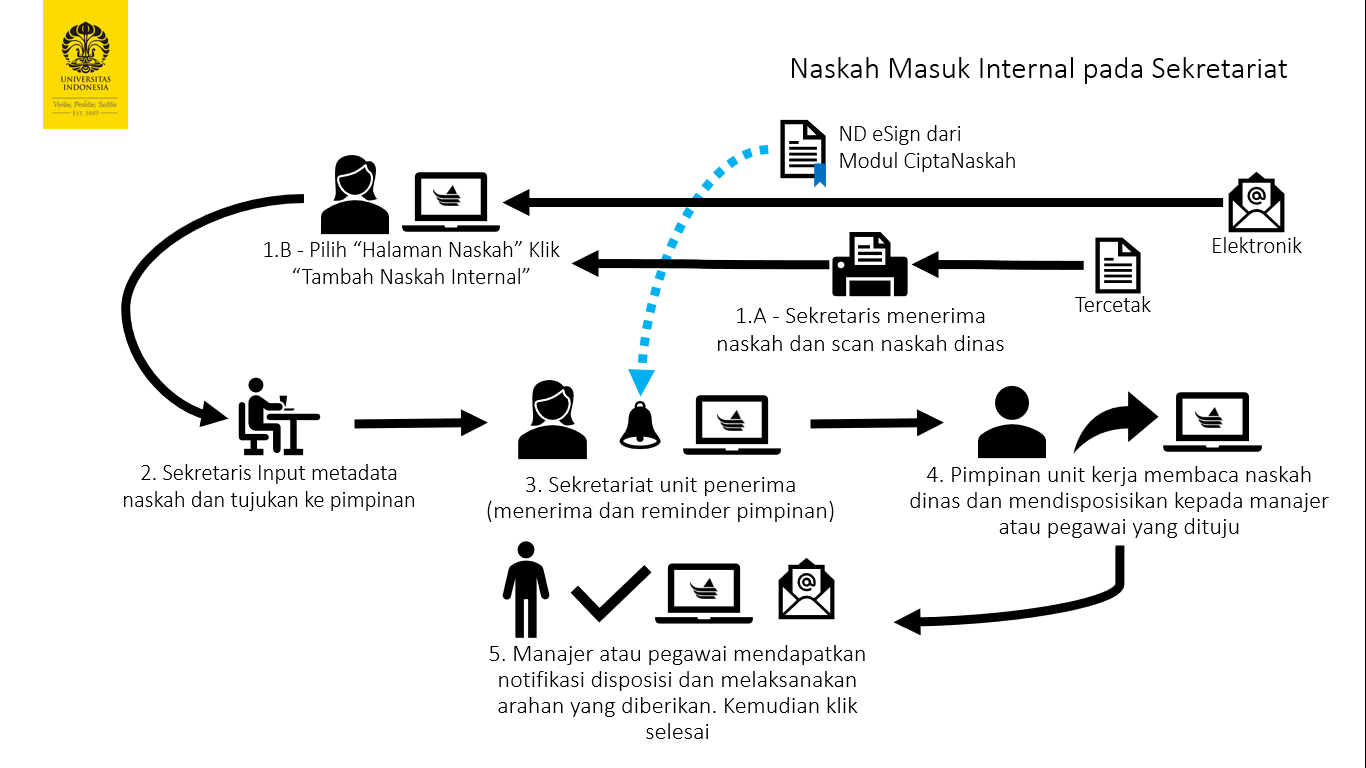 UNIVERSITAS
INDONESIA
Veritas, Probitas, Iustitia
EST. 1849
Naskah Masuk Internal pada Sekretariat
ND eSign dari
Modul CiptaNaskah
Elektronik
1.B - Pilih “Halaman Naskah” Klik
“Tambah Naskah Internal”
Tercetak
1.A - Sekretaris menerima
naskah dan scan naskah dinas
2. Sekretaris Input metadata
naskah dan tujukan ke pimpinan
3. Sekretariat unit penerima
(menerima dan reminder pimpinan)
4. Pimpinan unit kerja membaca naskah
dinas dan mendisposisikan kepada manajer
atau pegawai yang dituju
5. Manajer atau pegawai mendapatkan
notifikasi disposisi dan melaksanakan
arahan yang diberikan. Kemudian klik
selesai